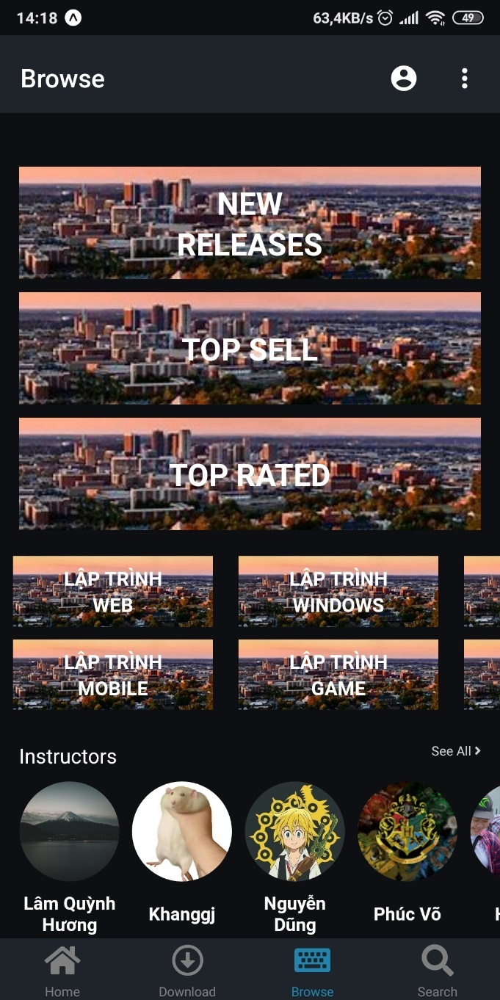 14:18 63,4KB/s 49
Browse
NEW
RELEASES
TOP SELL
TOP RATED
LẬP TRÌNH
WEB
LẬP TRÌNH
WINDOWS
LẬP TRÌNH
MOBILE
LẬP TRÌNH
GAME
Instructors
See All
Lâm Quỳnh
Hương
Khanggj
Nguyễn
Dũng
Phúc Võ
Home
Download
Browse
Search